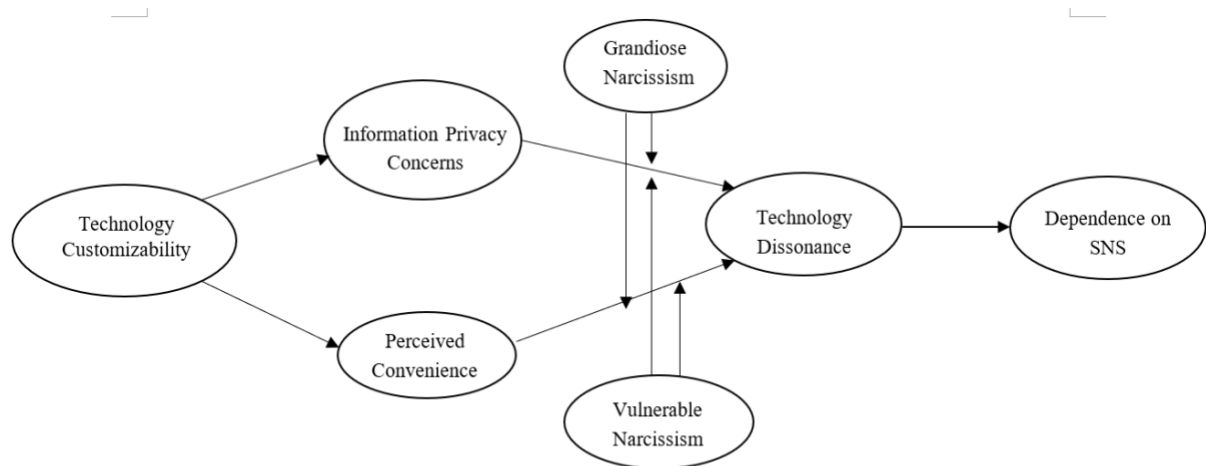 Grandiose
Narcissism
Information Privacy
Concerns
Technology
Customizability
Technology
Dissonance
Dependence on
SNS
Perceived
Convenience
Vulnerable
Narcissism